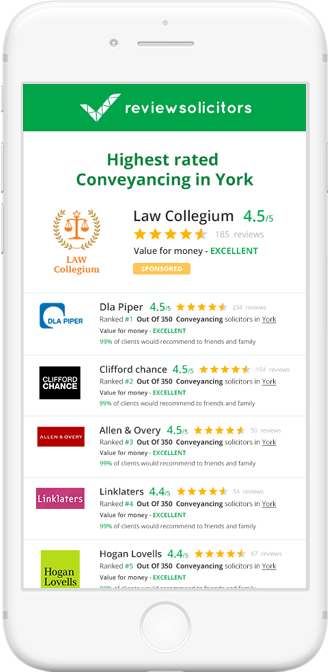 reviewsolicitors
Highest rated
Conveyancing in York
LAW
Collegium
Law Collegium 4.5/5
185 reviews
Value for money - EXCELLENT
SPONSORED
DLA PIPER
Dla Piper 4.5/5 234 reviews
Ranked #1 Out Of 350 Conveyancing solicitors in York
Value for money - EXCELLENT
99% of clients would recommend to friends and family
CLIFFORD
CHANCE
Clifford chance 4.5/5 154 reviews
Ranked #2 Out Of 350 Conveyancing solicitors in York
Value for money - EXCELLENT
99% of clients would recommend to friends and family
ALLEN & OVERY
Allen & Overy 4.5/5 50 reviews
Ranked #3 Out Of 350 Conveyancing solicitors in York
Value for money - EXCELLENT
99% of clients would recommend to friends and family
Linklaters
Linklaters 4.4/5 54 reviews
Ranked #4 Out Of 350 Conveyancing solicitors in York
Value for money - EXCELLENT
99% of clients would recommend to friends and family
Hogan
Lovells
Hogan Lovells 4.4/5 67 reviews
Ranked #5 Out Of 350 Conveyancing solicitors in York
Value for money - EXCELLENT